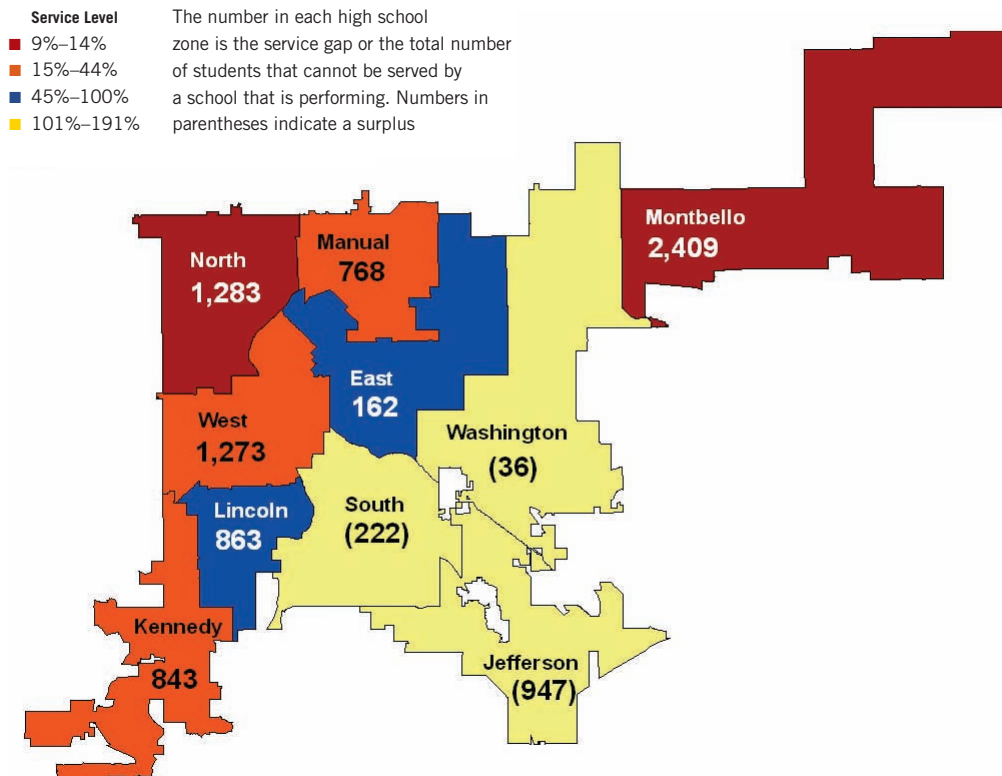 Service Level
9%–14%
15%–44%
45%–100%
101%–191%
The number in each high school
zone is the service gap or the total number
of students that cannot be served by
a school that is performing. Numbers in
parentheses indicate a surplus
Montbello
2,409
Manual
768
North
1,283
East
162
West
1,273
Washington
(36)
Lincoln
863
South
(222)
Kennedy
843
Jefferson
(947)